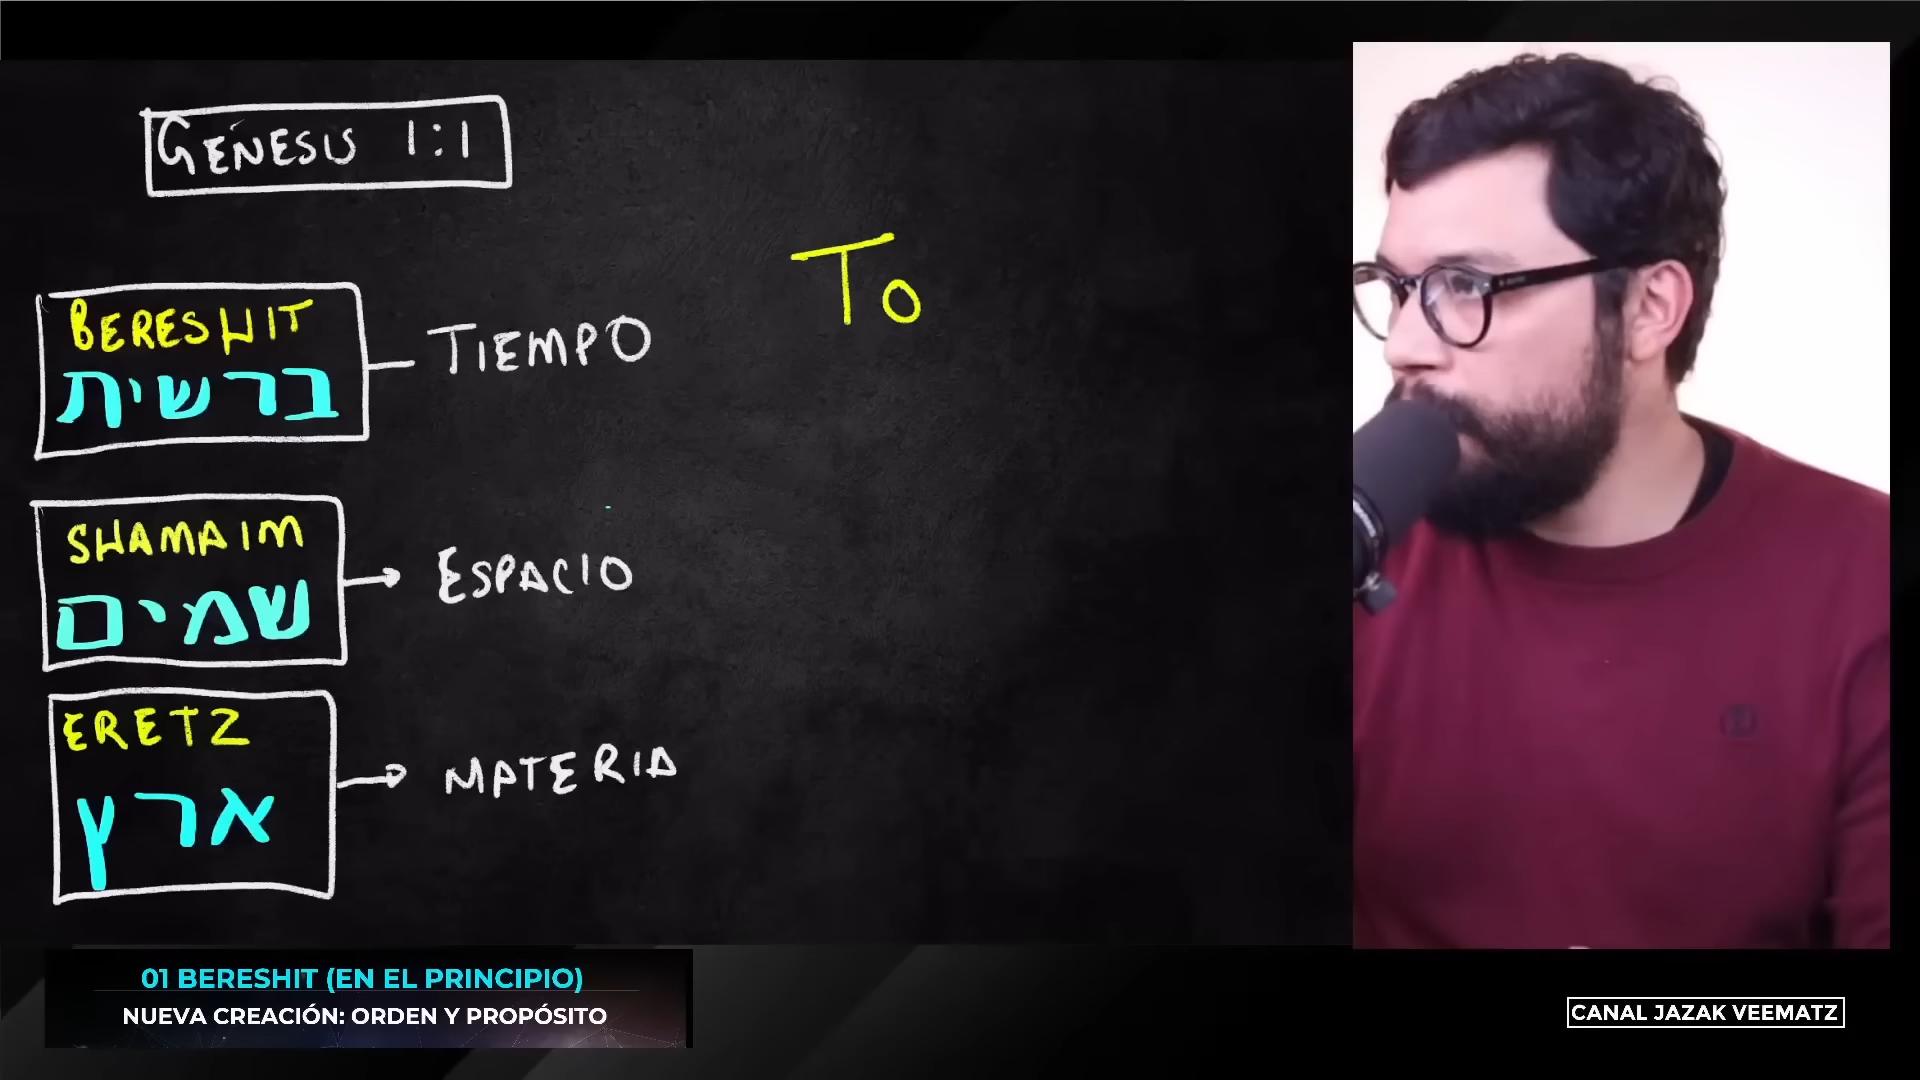 GÉNESIS 1:1
To
BERESHIT
ברשית
TIEMPO
SHAMAIM
שמים
ESPACIO
ERETZ
ארץ
MATERIA
01 BERESHIT (EN EL PRINCIPIO)
NUEVA CREACIÓN: ORDEN Y PROPÓSITO
CANAL JAZAK VEEMATZ